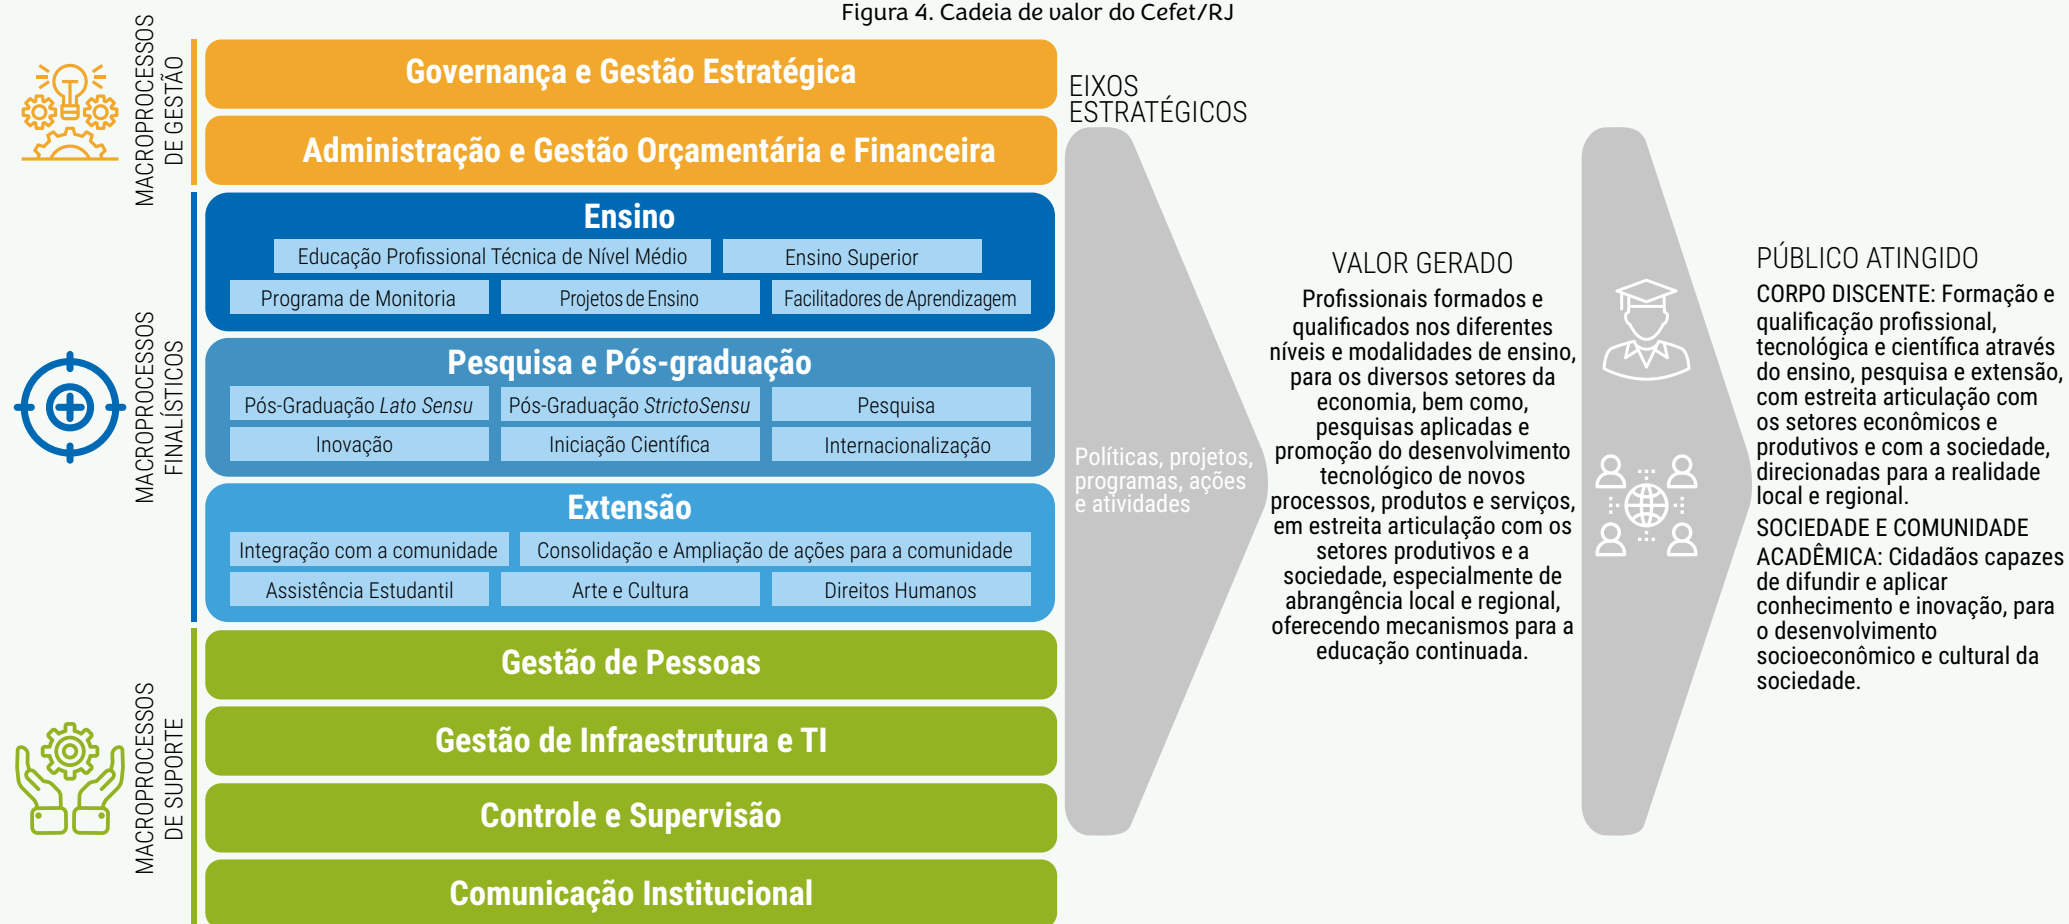 Figura 4. Cadeia de valor do Cefet/RJ
MACROPROCESSOS
DE GESTÃO
Governança e Gestão Estratégica
Administração e Gestão Orçamentária e Financeira
MACROPROCESSOS
FINALÍSTICOS
Ensino
Educação Profissional Técnica de Nível Médio
Ensino Superior
Programa de Monitoria
Projetos de Ensino
Facilitadores de Aprendizagem
Pesquisa e Pós-graduação
Pós-Graduação Lato Sensu
Pós-Graduação StrictoSensu
Pesquisa
Inovação
Iniciação Científica
Internacionalização
Extensão
Integração com a comunidade
Consolidação e Ampliação de ações para a comunidade
Assistência Estudantil
Arte e Cultura
Direitos Humanos
MACROPROCESSOS
DE SUPORTE
Gestão de Pessoas
Gestão de Infraestrutura e TI
Controle e Supervisão
Comunicação Institucional
EIXOS
ESTRATÉGICOS
Políticas, projetos,
programas, ações
e atividades
VALOR GERADO
Profissionais formados e
qualificados nos diferentes
níveis e modalidades de ensino,
para os diversos setores da
economia, bem como,
pesquisas aplicadas e
promoção do desenvolvimento
tecnológico de novos
processos, produtos e serviços,
em estreita articulação com os
setores produtivos e a
sociedade, especialmente de
abrangência local e regional,
oferecendo mecanismos para a
educação continuada.
PÚBLICO ATINGIDO
CORPO DISCENTE: Formação e
qualificação profissional,
tecnológica e científica através
do ensino, pesquisa e extensão,
com estreita articulação com
os setores econômicos e
produtivos e com a sociedade,
direcionadas para a realidade
local e regional.
SOCIEDADE E COMUNIDADE
ACADÊMICA: Cidadãos capazes
de difundir e aplicar
conhecimento e inovação, para
o desenvolvimento
socioeconômico e cultural da
sociedade.